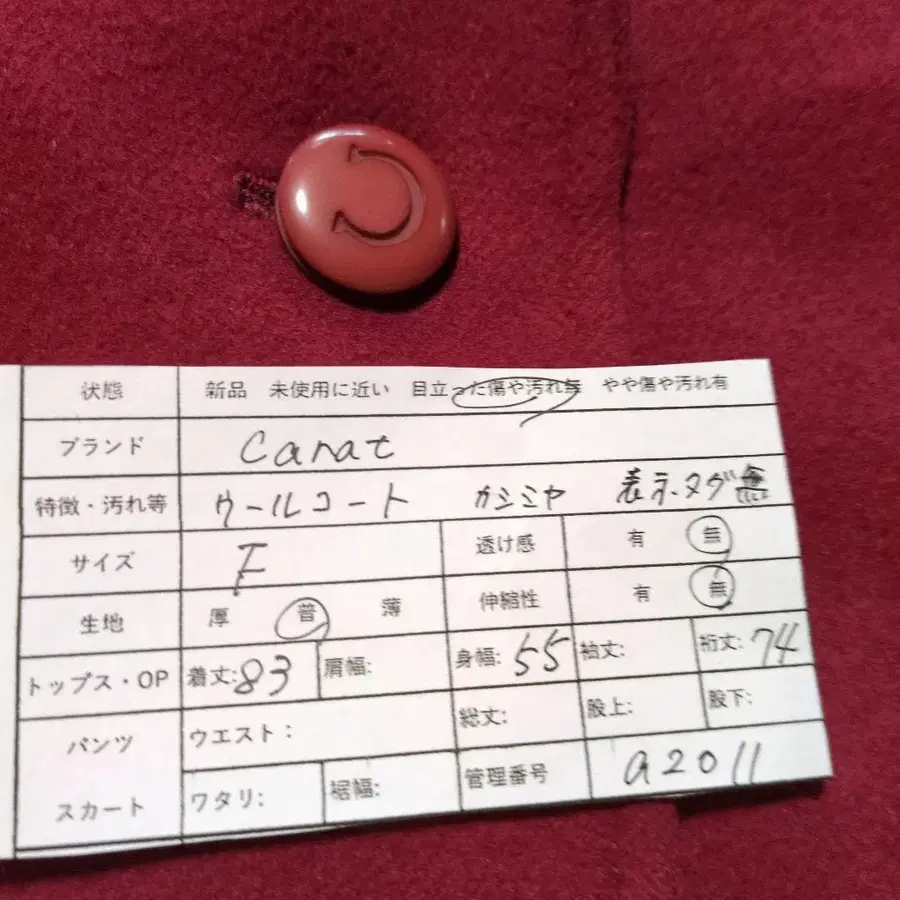 状態 新品 未使用に近い 目立った傷や汚れ無 やや傷や汚れ有
ブランド Canat
特徴・汚れ等 ウールコート カシミヤ 表示タグ無
サイズ F 透け感 有 無
生地 厚 普 薄 伸縮性 有 無
トップス・OP 着丈:83 肩幅: 身幅:55 袖丈: 裄丈:74
パンツ ウエスト: 総丈: 股上: 股下:
スカート ワタリ: 裾幅: 管理番号 a2011